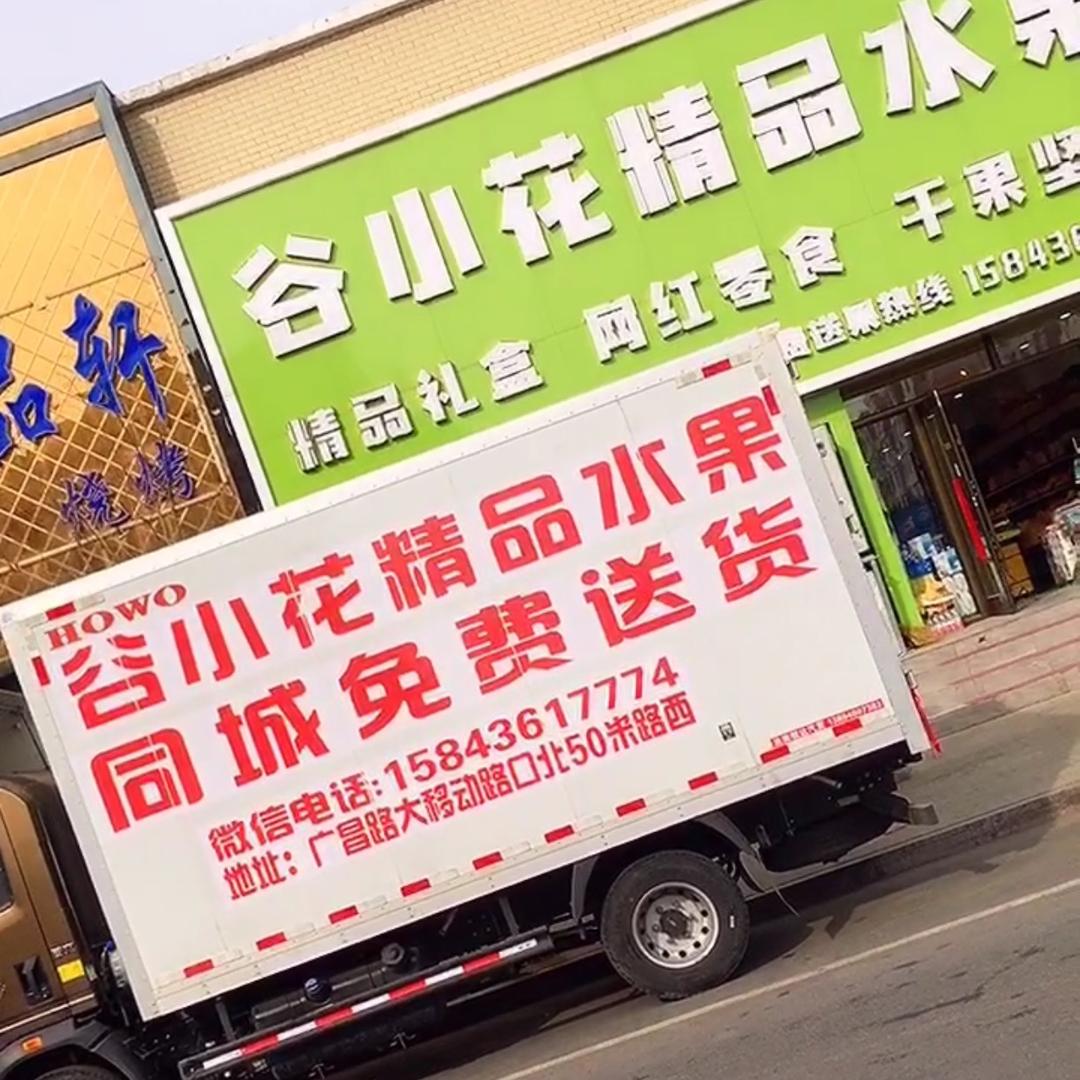 谷小花精品水果
精品礼盒 网红零食 干果坚
送果热线 158436
品轩
烧烤
HOWO
谷小花精品水果
同城免费送货
微信电话:15843617774
地址:广昌路大移动路口北50米路西